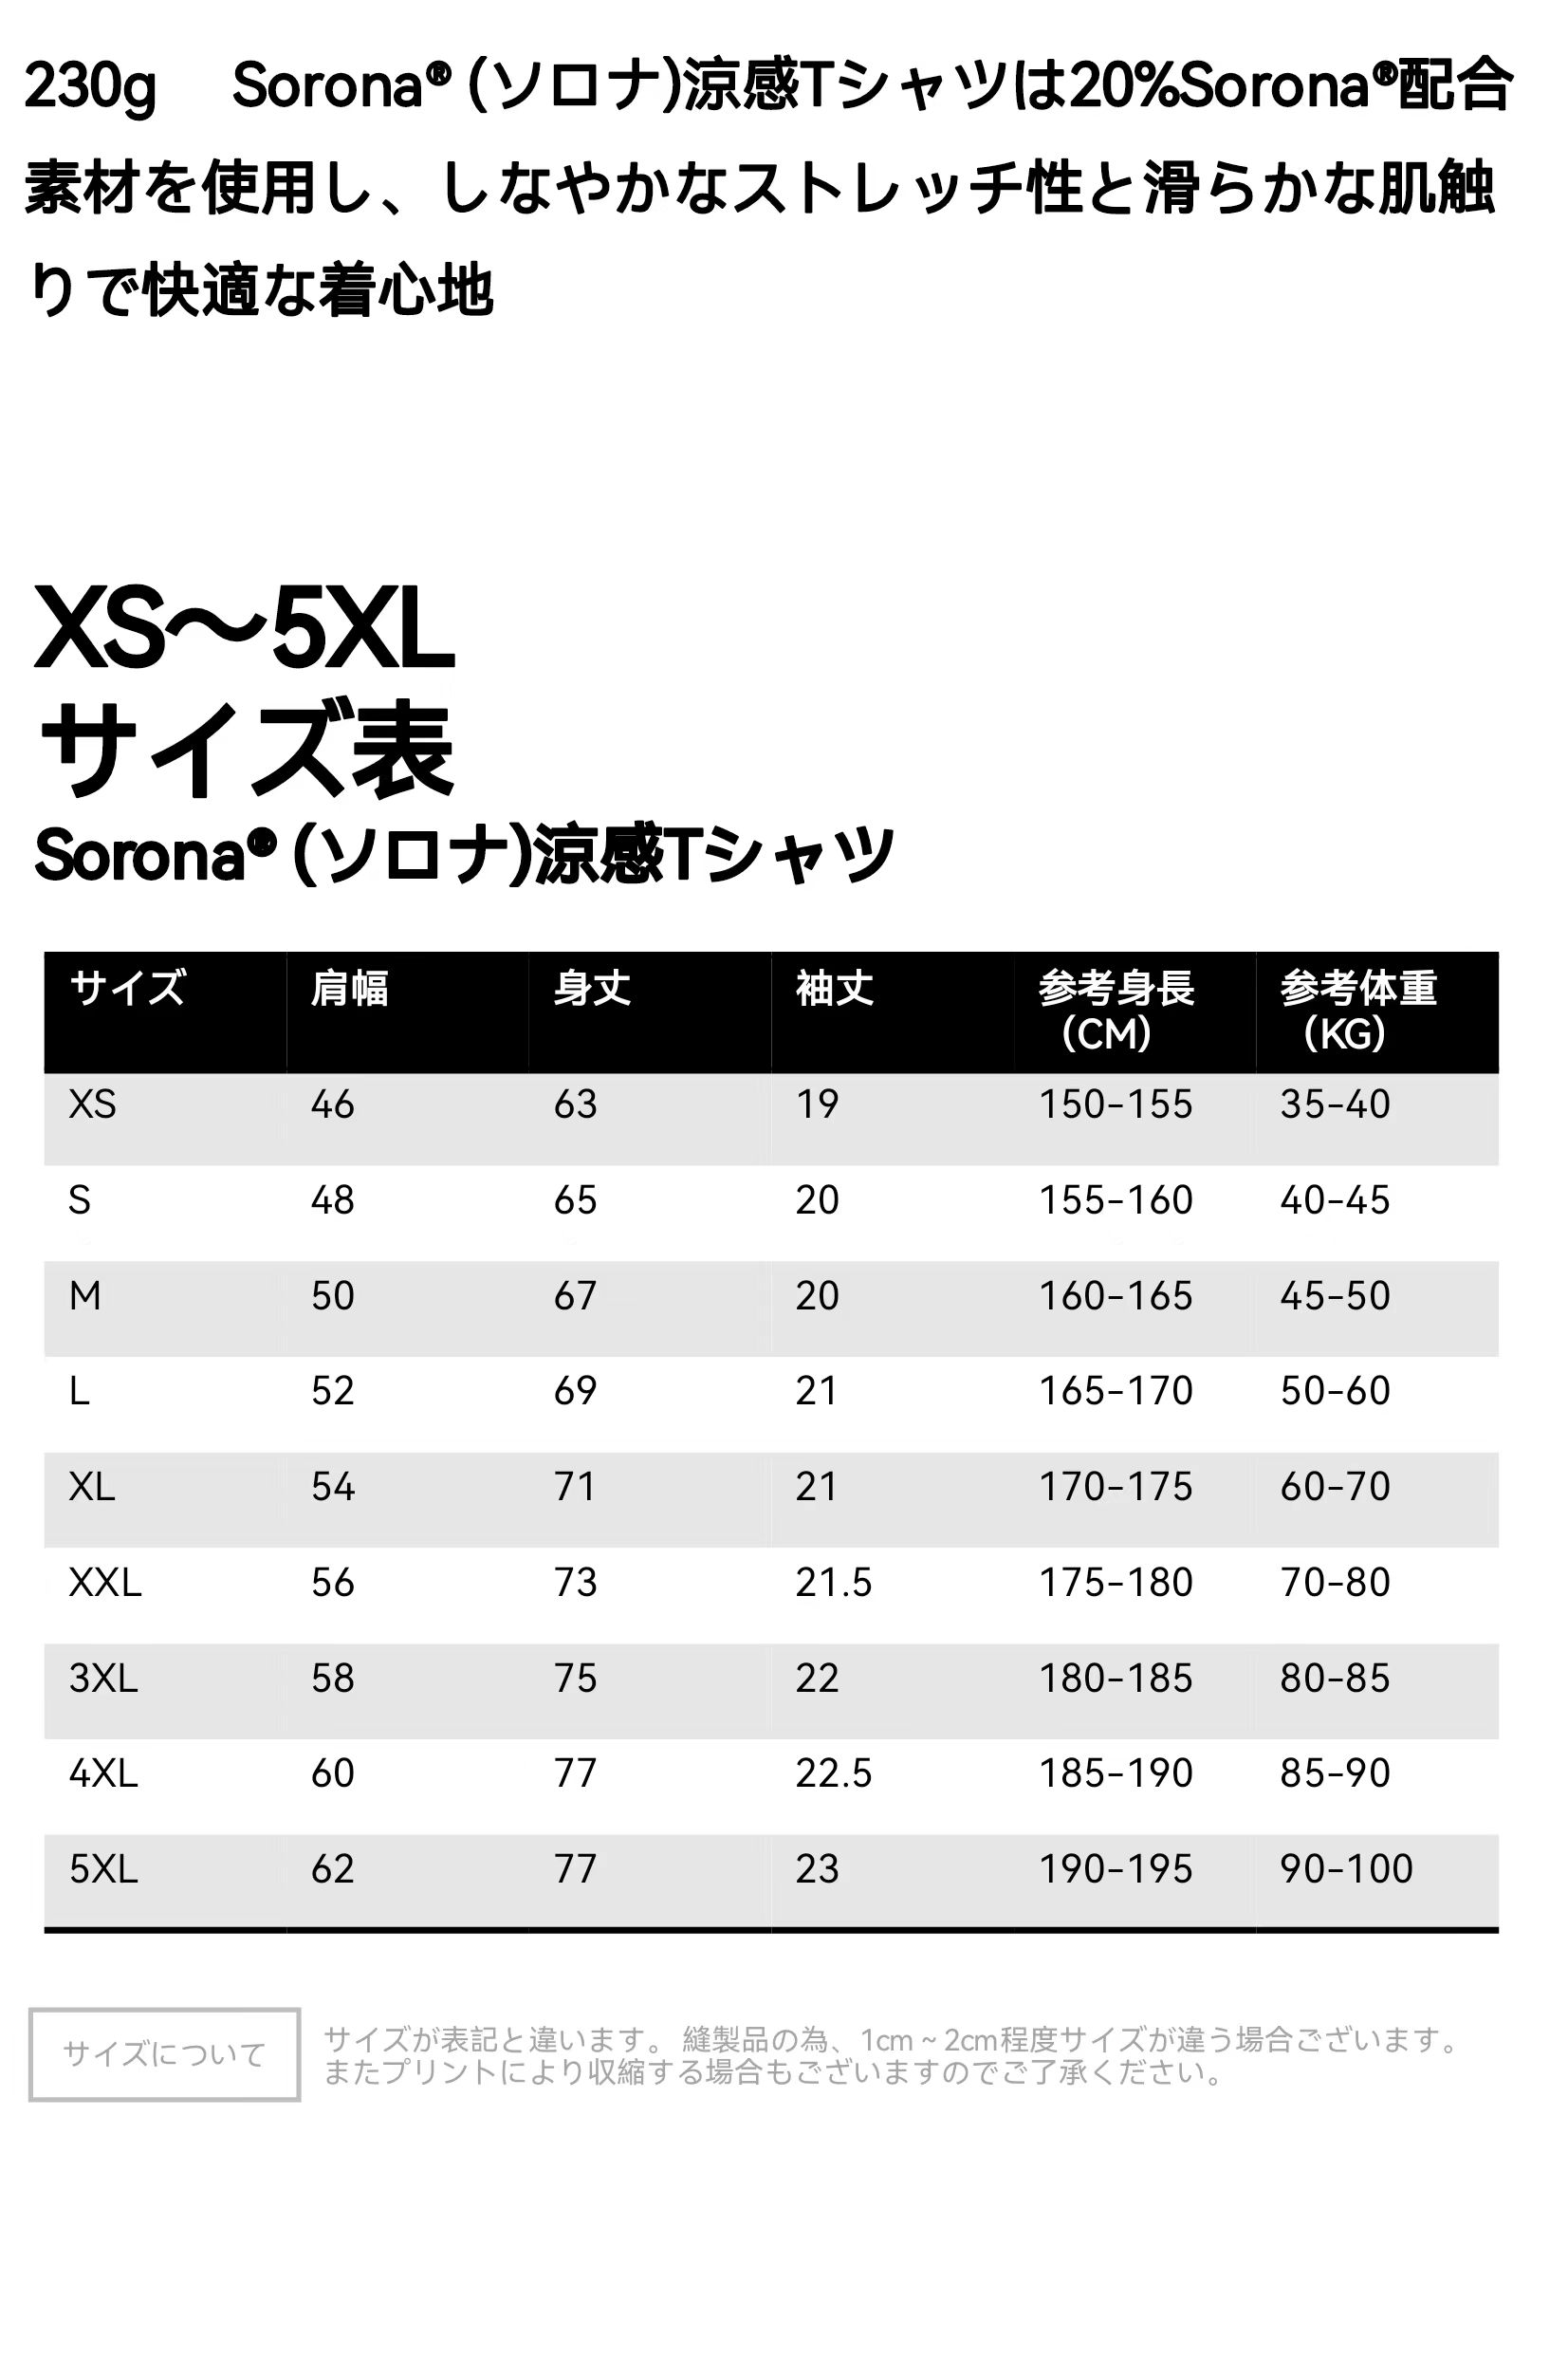 230g　Sorona® (ソロナ)涼感Tシャツは20%Sorona®配合
素材を使用し、しなやかなストレッチ性と滑らかな肌触
りで快適な着心地
XS～5XL
サイズ表
Sorona® (ソロナ)涼感Tシャツ
サイズ 肩幅 身丈 袖丈 参考身長 参考体重
（CM） （KG）
XS 46 63 19 150-155 35-40
S 48 65 20 155-160 40-45
M 50 67 20 160-165 45-50
L 52 69 21 165-170 50-60
XL 54 71 21 170-175 60-70
XXL 56 73 21.5 175-180 70-80
3XL 58 75 22 180-185 80-85
4XL 60 77 22.5 185-190 85-90
5XL 62 77 23 190-195 90-100
サイズについて
サイズが表記と違います。縫製品の為、1cm ~ 2cm程度サイズが違う場合ございます。
またプリントにより収縮する場合もございますのでご了承ください。